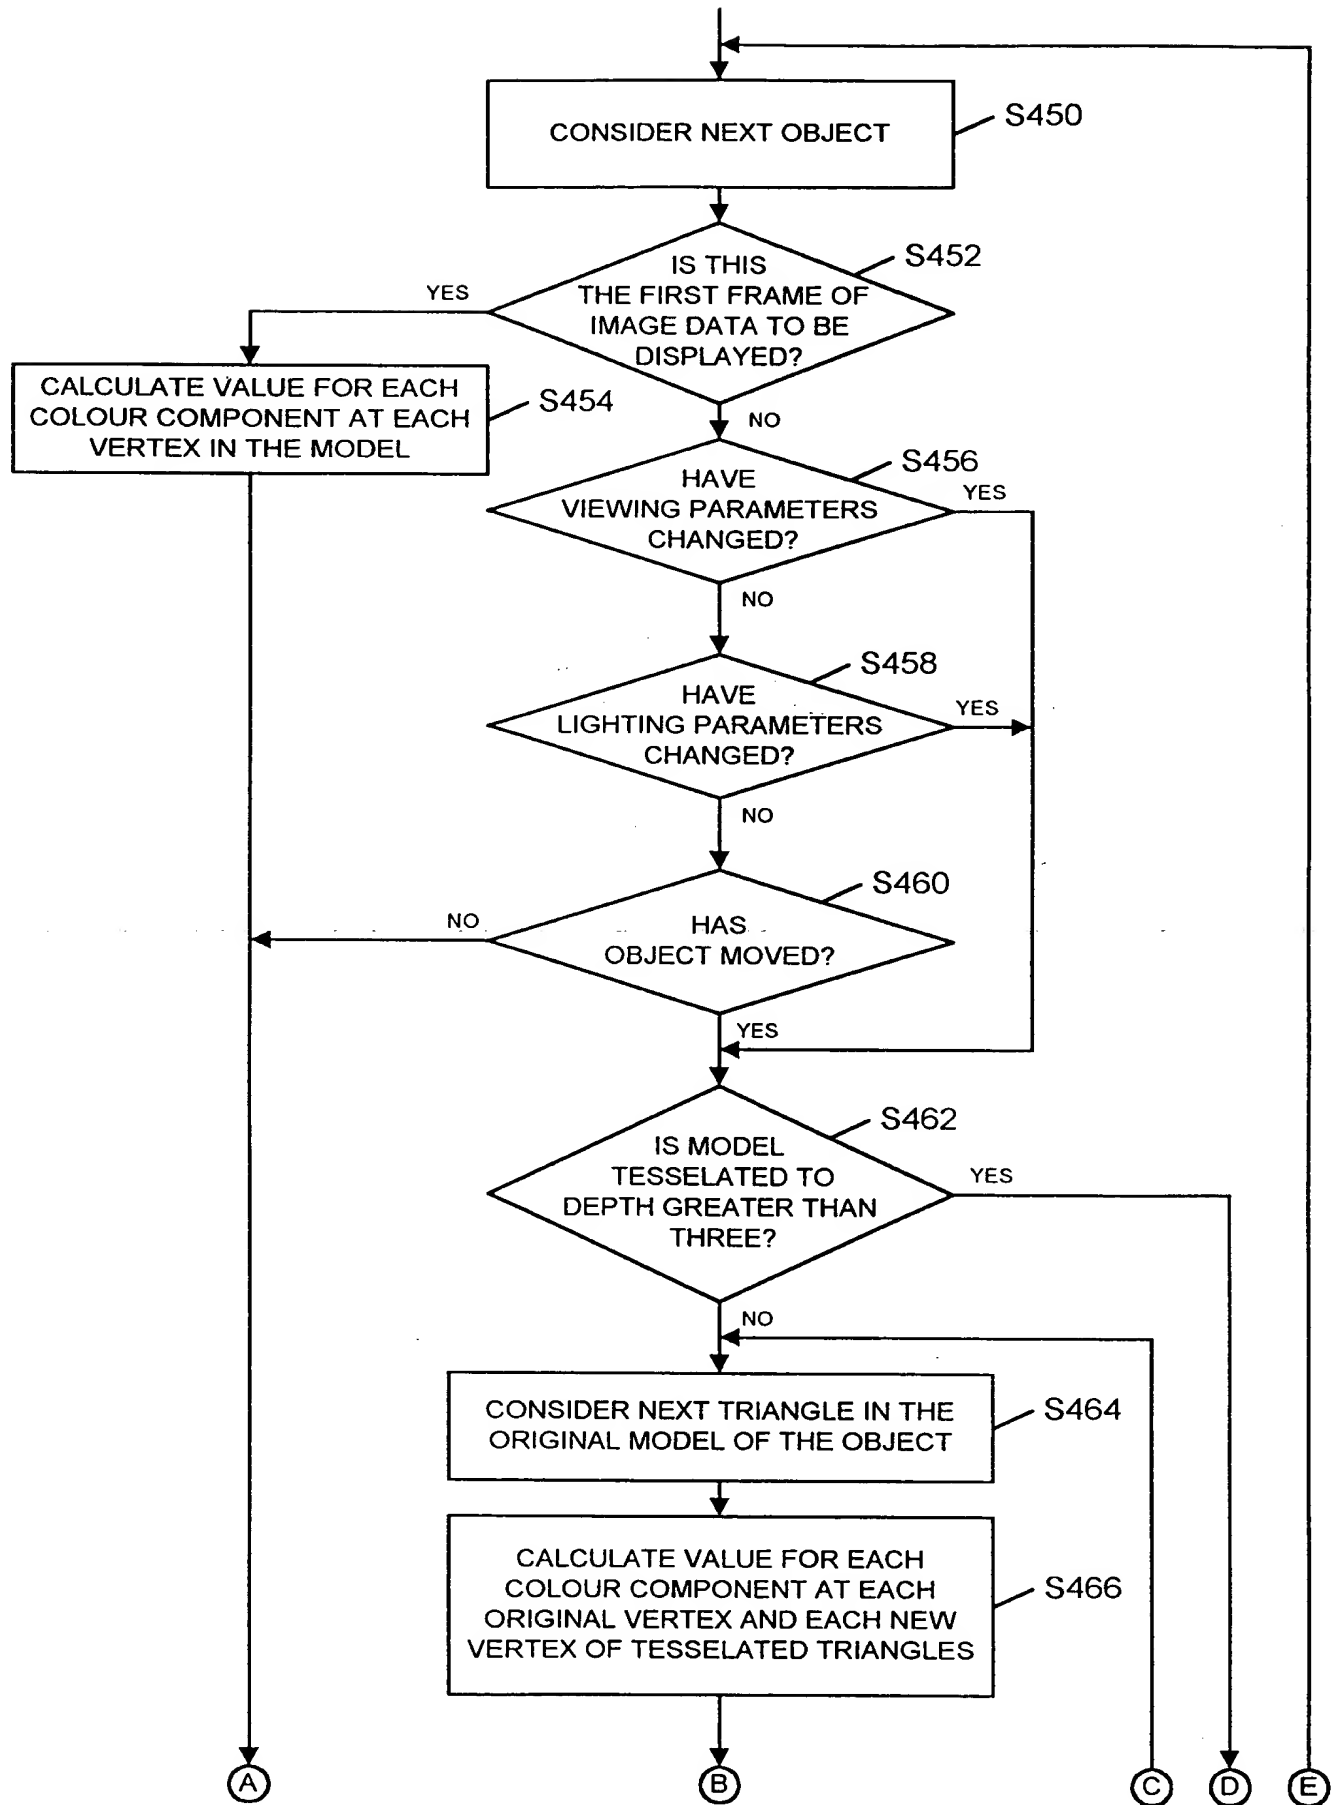 CONSIDER NEXT OBJECT
S450
IS THIS
THE FIRST FRAME OF
IMAGE DATA TO BE
DISPLAYED?
S452
YES
NO
CALCULATE VALUE FOR EACH
COLOUR COMPONENT AT EACH
VERTEX IN THE MODEL
S454
HAVE
VIEWING PARAMETERS
CHANGED?
S456
YES
NO
HAVE
LIGHTING PARAMETERS
CHANGED?
S458
YES
NO
HAS
OBJECT MOVED?
S460
NO
YES
IS MODEL
TESSELATED TO
DEPTH GREATER THAN
THREE?
S462
YES
NO
CONSIDER NEXT TRIANGLE IN THE
ORIGINAL MODEL OF THE OBJECT
S464
CALCULATE VALUE FOR EACH
COLOUR COMPONENT AT EACH
ORIGINAL VERTEX AND EACH NEW
VERTEX OF TESSELATED TRIANGLES
S466
A
B
C
D
E